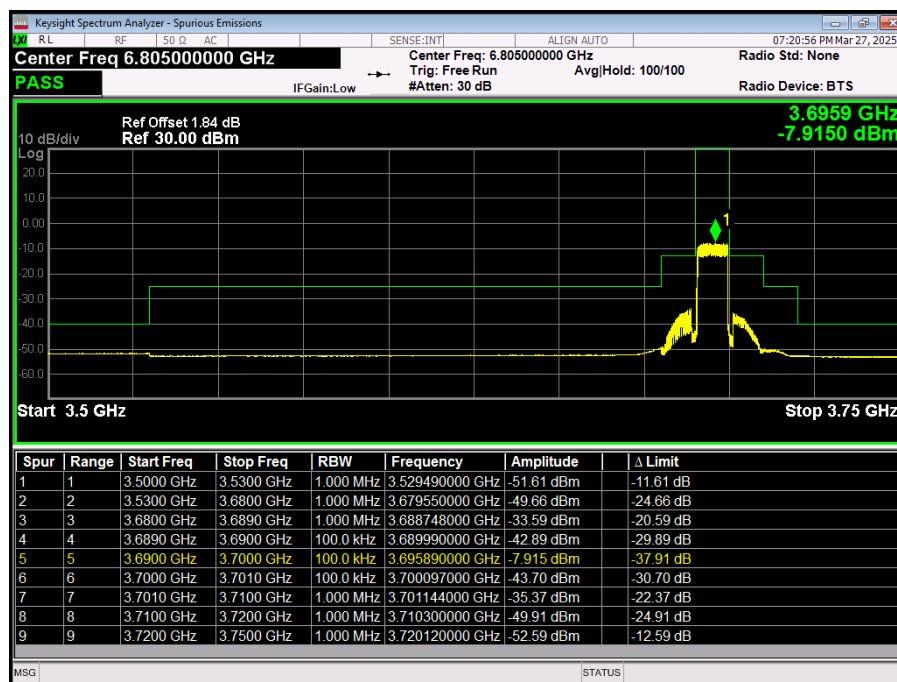 Keysight Spectrum Analyzer - Spurious Emissions
LXI RL RF 50 Ω AC SENSE:INT ALIGN AUTO 07:20:56 PM Mar 27, 2025
Center Freq 6.805000000 GHz Center Freq: 6.805000000 GHz Radio Std: None
Trig: Free Run Avg|Hold: 100/100
PASS IFGain:Low #Atten: 30 dB Radio Device: BTS
3.6959 GHz
Ref Offset 1.84 dB
10 dB/div Ref 30.00 dBm -7.9150 dBm
Log
20.0
10.0
0.00
1
-10.0
-20.0
-30.0
-40.0
-50.0
-60.0
Start 3.5 GHz Stop 3.75 GHz
Spur Range Start Freq Stop Freq RBW Frequency Amplitude Δ Limit
1 1 3.5000 GHz 3.5300 GHz 1.000 MHz 3.529490000 GHz -51.61 dBm -11.61 dB
2 2 3.5300 GHz 3.6800 GHz 1.000 MHz 3.679550000 GHz -49.66 dBm -24.66 dB
3 3 3.6800 GHz 3.6890 GHz 1.000 MHz 3.688748000 GHz -33.59 dBm -20.59 dB
4 4 3.6890 GHz 3.6900 GHz 100.0 kHz 3.689990000 GHz -42.89 dBm -29.89 dB
5 5 3.6900 GHz 3.7000 GHz 100.0 kHz 3.695890000 GHz -7.915 dBm -37.91 dB
6 6 3.7000 GHz 3.7010 GHz 100.0 kHz 3.700097000 GHz -43.70 dBm -30.70 dB
7 7 3.7010 GHz 3.7100 GHz 1.000 MHz 3.701144000 GHz -35.37 dBm -22.37 dB
8 8 3.7100 GHz 3.7200 GHz 1.000 MHz 3.710300000 GHz -49.91 dBm -24.91 dB
9 9 3.7200 GHz 3.7500 GHz 1.000 MHz 3.720120000 GHz -52.59 dBm -12.59 dB
MSG STATUS